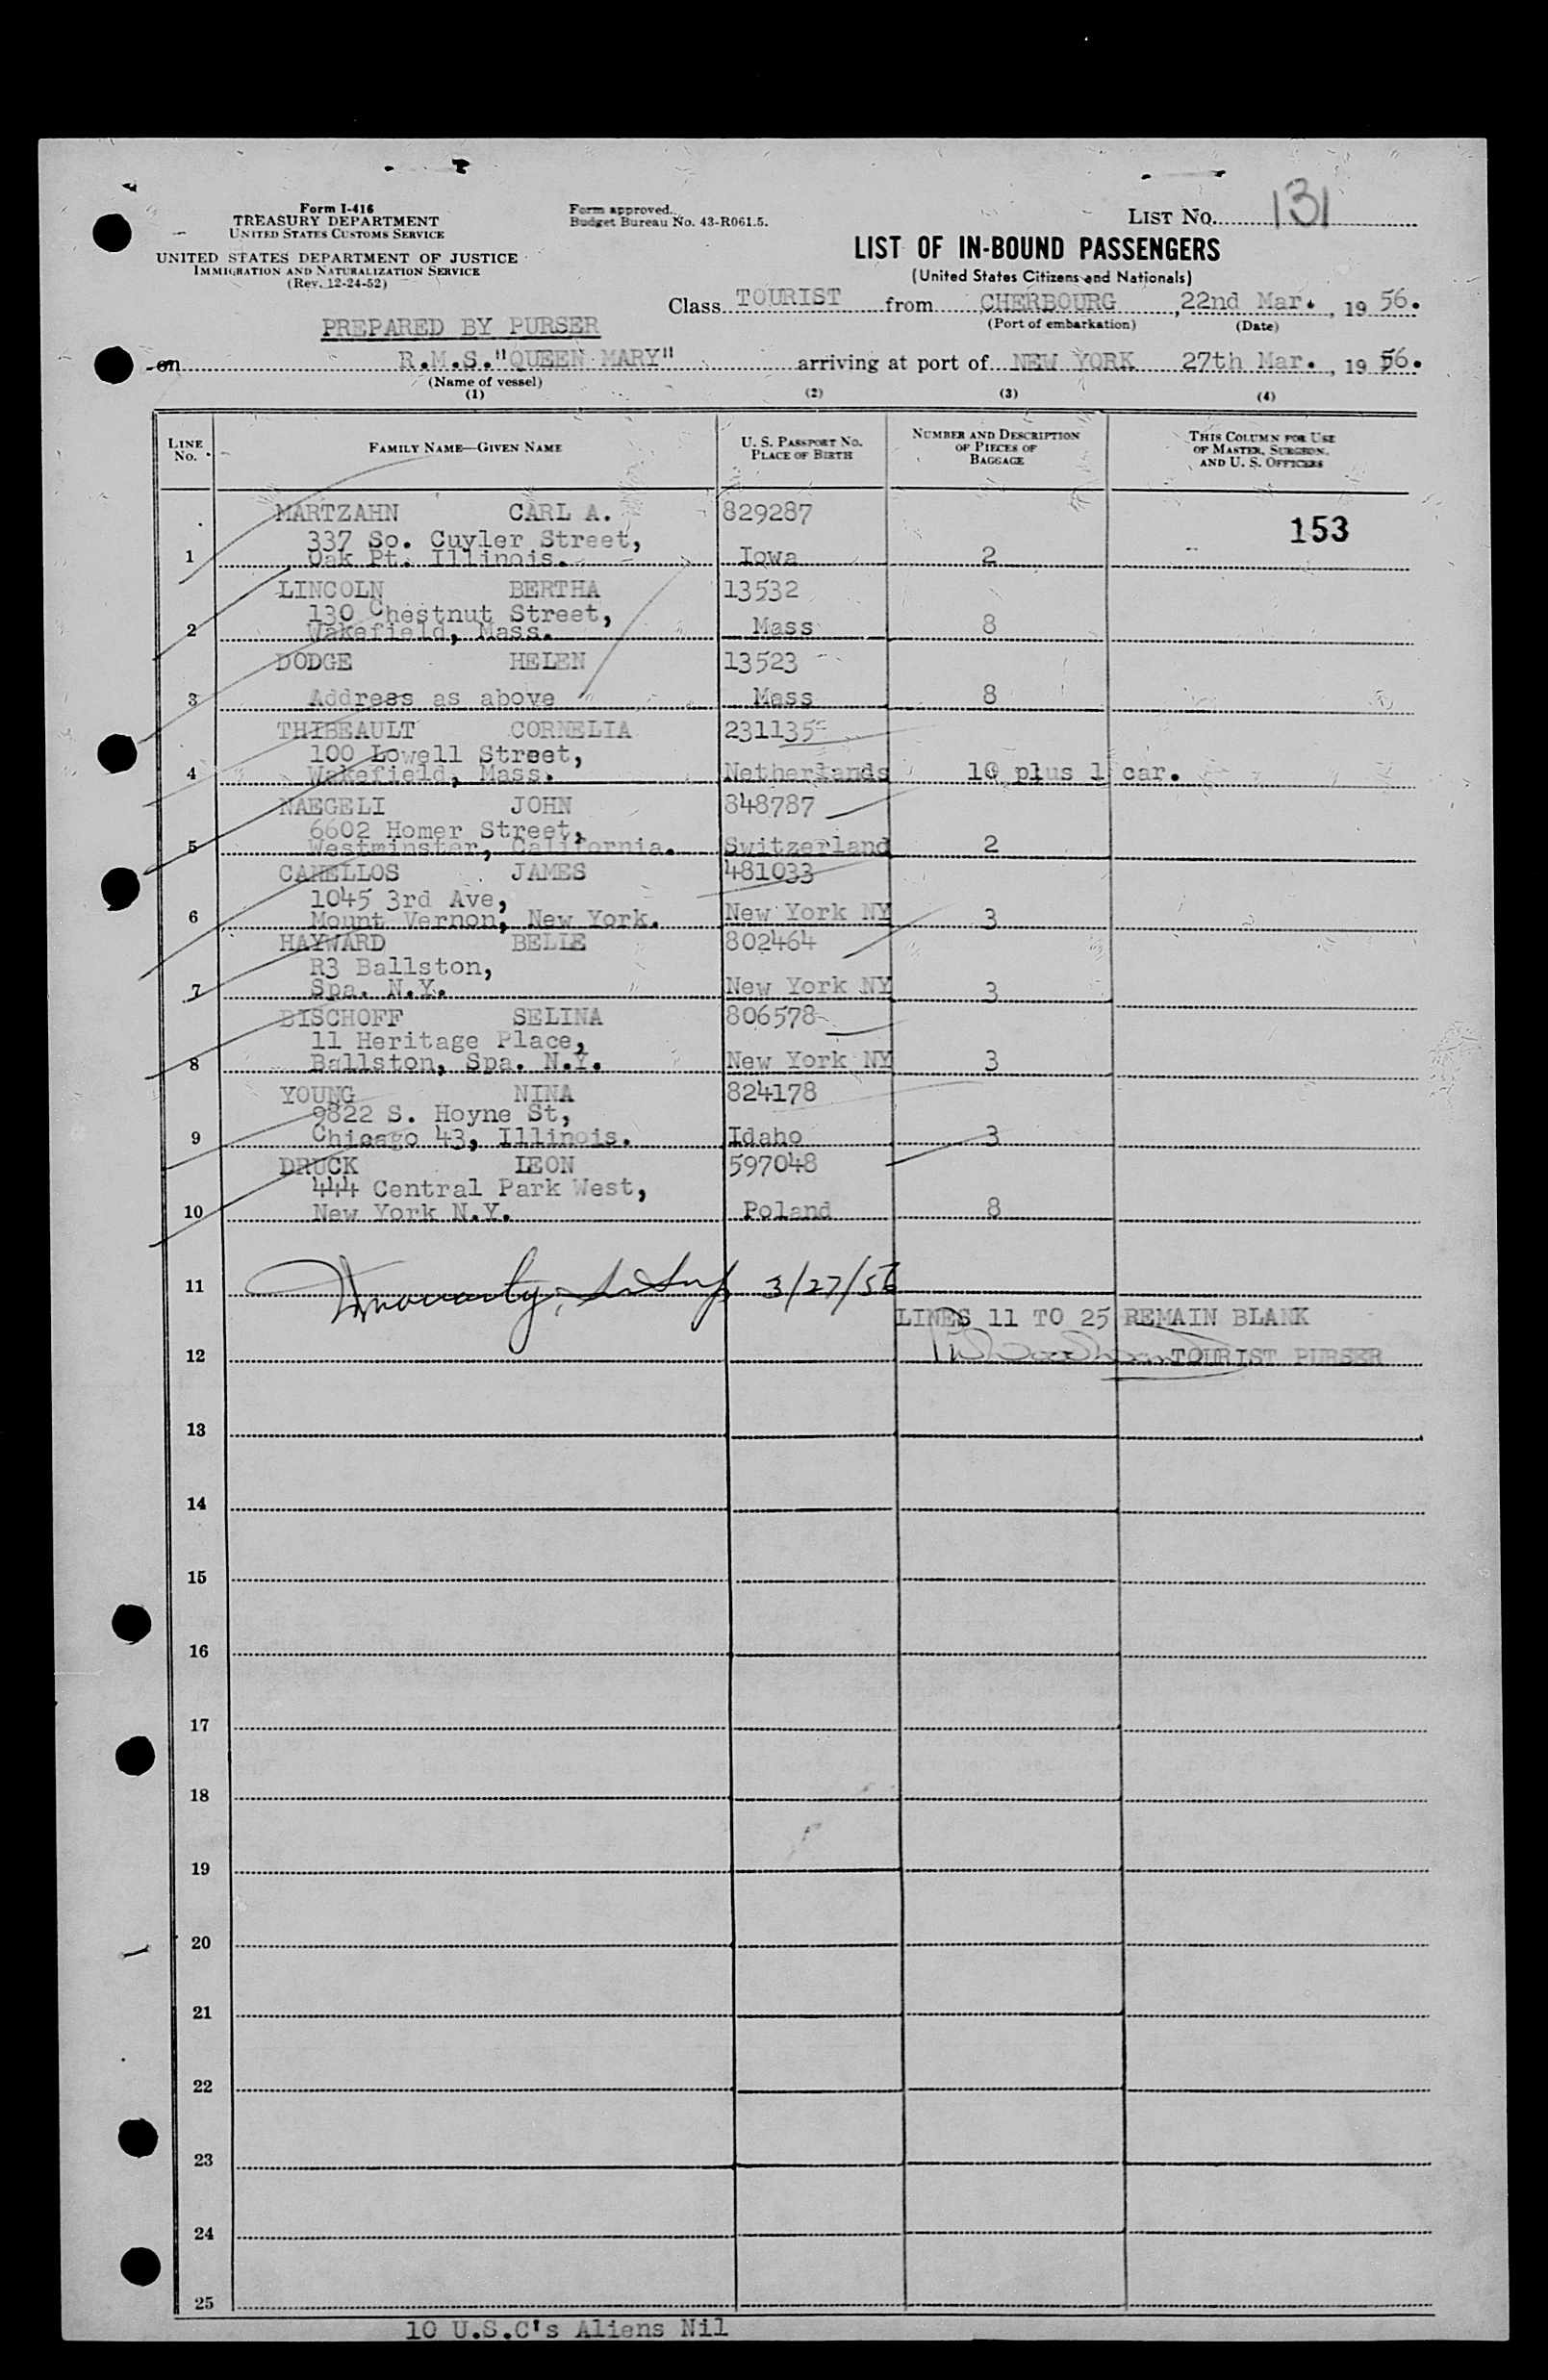 Form I-416
TREASURY DEPARTMENT
UNITED STATES CUSTOMS SERVICE
UNITED STATES DEPARTMENT OF JUSTICE
IMMIGRATION AND NATURALIZATION SERVICE
(Rev. 12-24-52)
Form approved.
Budget Bureau No. 43-R061.5.
LIST NO. 131
LIST OF IN-BOUND PASSENGERS
(United States Citizens and Nationals)
Class TOURIST from CHERBOURG, 22nd Mar., 19 56.
(Port of embarkation) (Date)
PREPARED BY PURSER
on R.M.S."QUEEN MARY" arriving at port of NEW YORK 27th Mar., 19 56.
(Name of vessel)
(1) (2) (3) (4)
LINE No. FAMILY NAME—GIVEN NAME U. S. PASSPORT NO. PLACE OF BIRTH NUMBER AND DESCRIPTION OF PIECES OF BAGGAGE THIS COLUMN FOR USE OF MASTER, SURGEON, AND U. S. OFFICERS
MARTZAHN CARL A. 829287 153
337 So. Cuyler Street,
1 Oak Pt. Illinois. Iowa 2
LINCOLN BERTHA 13532
130 Chestnut Street,
2 Wakefield, Mass. Mass 8
DODGE HELEN 13523
3 Address as above Mass 8
THIBEAULT CORNELIA 231135
100 Lowell Street,
4 Wakefield, Mass. Netherlands 10 plus 1 car.
NAEGELI JOHN 848787
6602 Homer Street,
5 Westminster, California. Switzerland 2
CANELLOS JAMES 481033
1045 3rd Ave,
6 Mount Vernon, New York. New York NY 3
HAYWARD BELLE 802464
R3 Ballston,
7 Spa. N.Y. New York NY 3
BISCHOFF SELINA 806578
11 Heritage Place,
8 Ballston, Spa. N.Y. New York NY 3
YOUNG NINA 824178
9822 S. Hoyne St,
9 Chicago 43, Illinois. Idaho 3
DRUCK LEON 597048
444 Central Park West,
10 New York N.Y. Poland 8
11 3/27/56
LINES 11 TO 25 REMAIN BLANK
12 TOURIST PURSER
13
14
15
16
17
18
19
20
21
22
23
24
25
10 U.S.C's Aliens Nil